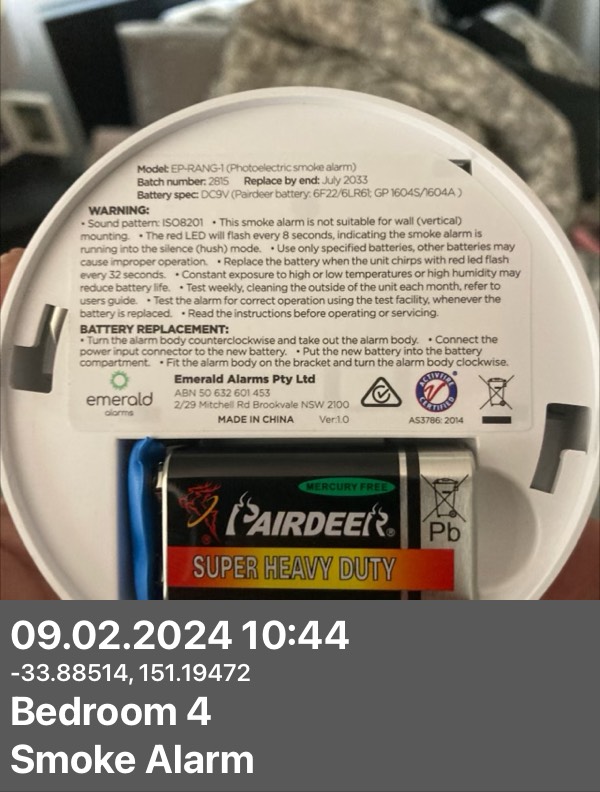 Model: EP-RANG-1 (Photoelectric smoke alarm)
Batch number: 2815 Replace by end: July 2033
Battery spec: DC9V (Pairdeer battery: 6F22/6LR61; GP 1604S/1604A )
WARNING:
• Sound pattern: ISO8201 • This smoke alarm is not suitable for wall (vertical)
mounting. • The red LED will flash every 8 seconds, indicating the smoke alarm is
running into the silence (hush) mode. • Use only specified batteries, other batteries may
cause improper operation. • Replace the battery when the unit chirps with red led flash
every 32 seconds. • Constant exposure to high or low temperatures or high humidity may
reduce battery life. • Test weekly, cleaning the outside of the unit each month, refer to
users guide. • Test the alarm for correct operation using the test facility, whenever the
battery is replaced. • Read the instructions before operating or servicing.
BATTERY REPLACEMENT:
• Turn the alarm body counterclockwise and take out the alarm body. • Connect the
power input connector to the new battery. • Put the new battery into the battery
compartment. • Fit the alarm body on the bracket and turn the alarm body clockwise.
emerald
alarms
Emerald Alarms Pty Ltd
ABN 50 632 601 453
2/29 Mitchell Rd Brookvale NSW 2100
MADE IN CHINA Ver:1.0
ACTIVFIRE
CERTIFIED
AS3786: 2014
MERCURY FREE
PAIRDEER®
Pb
SUPER HEAVY DUTY
09.02.2024 10:44
-33.88514, 151.19472
Bedroom 4
Smoke Alarm